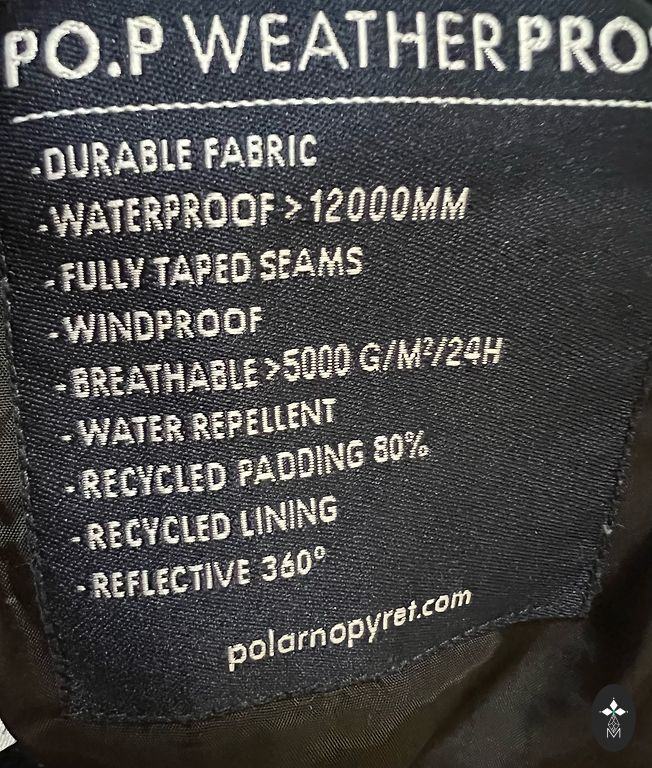 PO.P WEATHERPRO
-DURABLE FABRIC
-WATERPROOF > 12000MM
-FULLY TAPED SEAMS
-WINDPROOF
-BREATHABLE >5000 G/M²/24H
-WATER REPELLENT
-RECYCLED PADDING 80%
-RECYCLED LINING
-REFLECTIVE 360°
polarnopyret.com
M